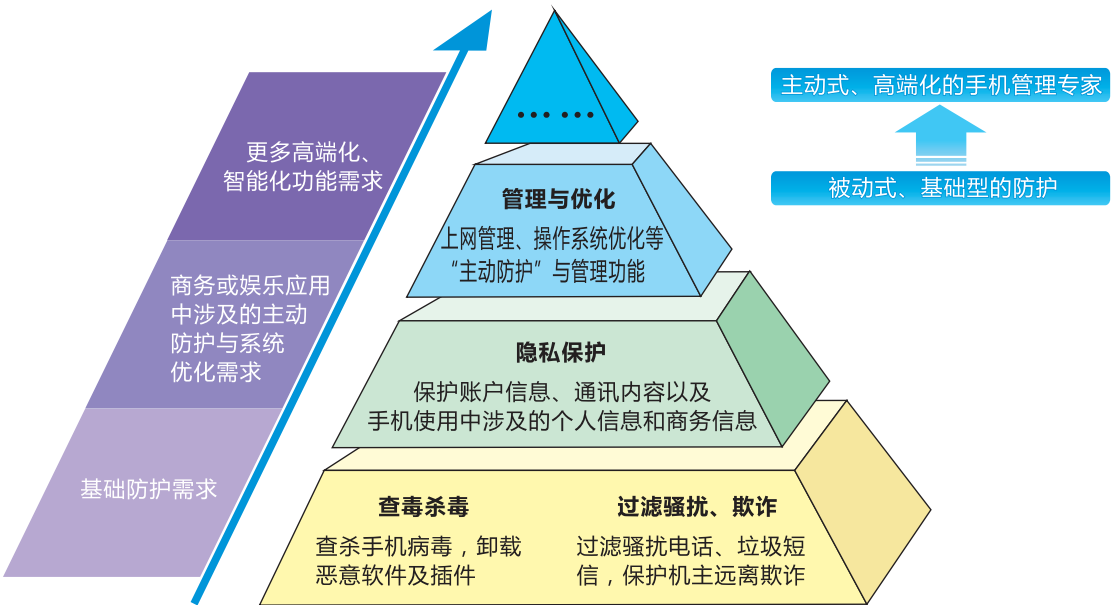 主动式、高端化的手机管理专家
被动式、基础型的防护
更多高端化、
智能化功能需求
商务或娱乐应用
中涉及的主动
防护与系统
优化需求
基础防护需求
…… 
管理与优化
上网管理、操作系统优化等
“主动防护”与管理功能
隐私保护
保护账户信息、通讯内容以及
手机使用中涉及的个人信息和商务信息
查毒杀毒
查杀手机病毒，卸载
恶意软件及插件
过滤骚扰、欺诈
过滤骚扰电话、垃圾短
信，保护机主远离欺诈